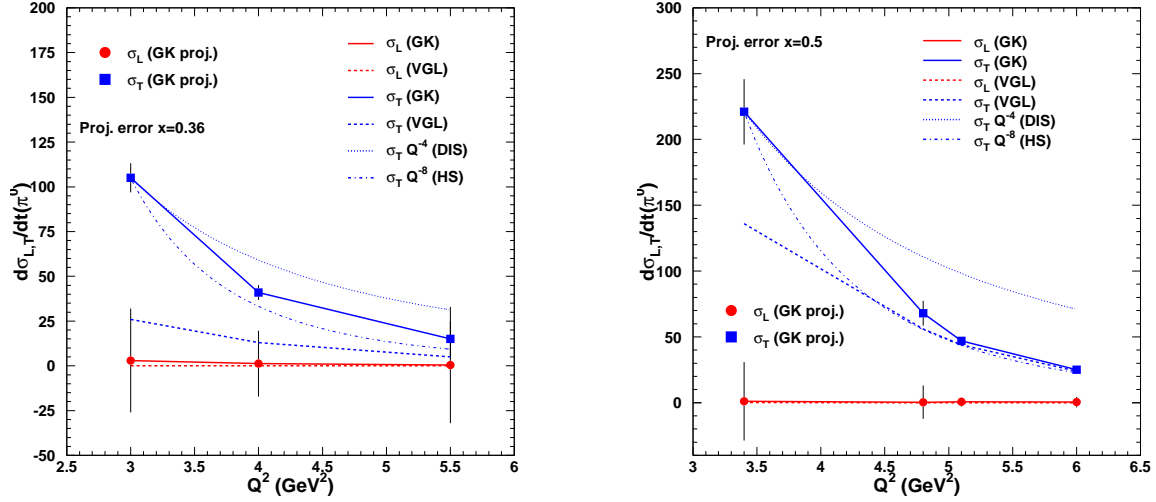 dσL,T/dt(π0)
200
175
150
125
100
75
50
25
0
-25
-50
σL (GK proj.)
σT (GK proj.)
Proj. error x=0.36
σL (GK)
σL (VGL)
σT (GK)
σT (VGL)
σT Q-4 (DIS)
σT Q-8 (HS)
2.5 3 3.5 4 4.5 5 5.5 6
Q2 (GeV2)
dσL,T/dt(π0)
300
250
200
150
100
50
0
Proj. error x=0.5
σL (GK)
σT (GK)
σL (VGL)
σT (VGL)
σT Q-4 (DIS)
σT Q-8 (HS)
σL (GK proj.)
σT (GK proj.)
3 3.5 4 4.5 5 5.5 6 6.5
Q2 (GeV2)